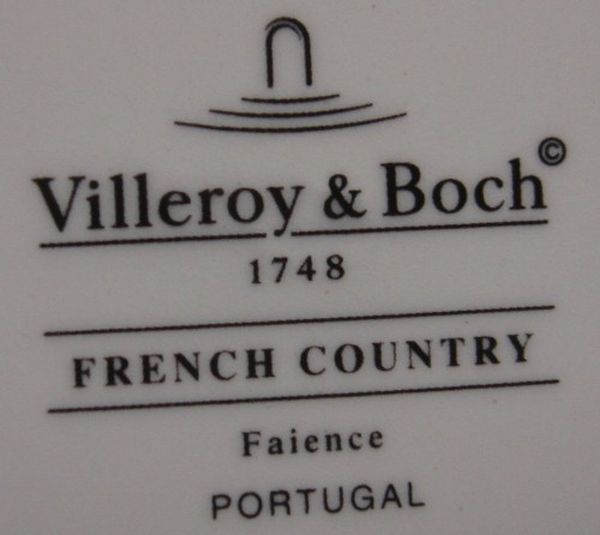 Villeroy & Boch©
1748
FRENCH COUNTRY
Faience
PORTUGAL